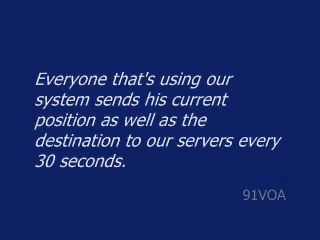 Everyone that's using our
system sends his current
position as well as the
destination to our servers every
30 seconds.
91VOA